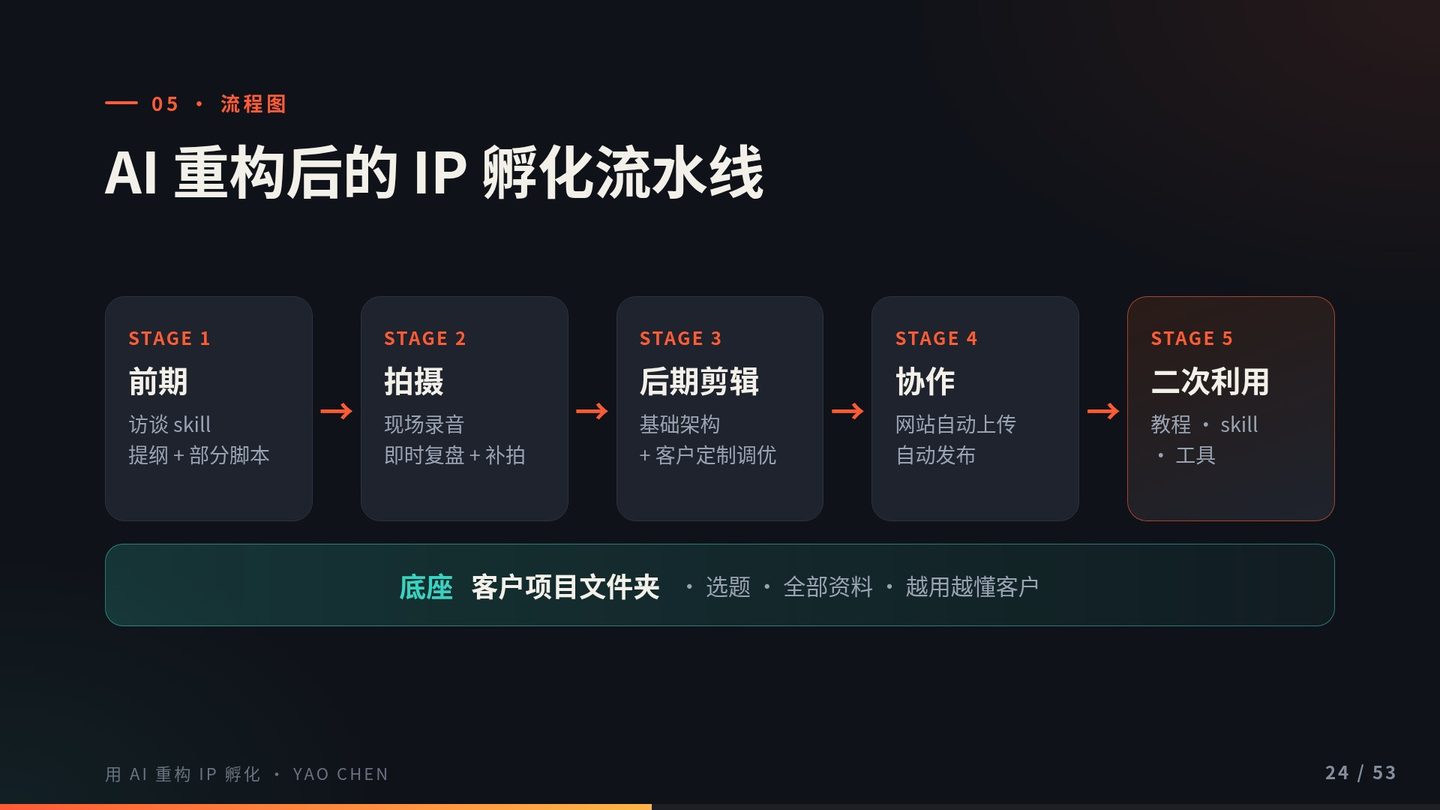 05 · 流程图
AI 重构后的 IP 孵化流水线
STAGE 1
前期
访谈 skill
提纲 + 部分脚本
→
STAGE 2
拍摄
现场录音
即时复盘 + 补拍
→
STAGE 3
后期剪辑
基础架构
+ 客户定制调优
→
STAGE 4
协作
网站自动上传
自动发布
→
STAGE 5
二次利用
教程 · skill
· 工具
底座 客户项目文件夹 · 选题 · 全部资料 · 越用越懂客户
用 AI 重构 IP 孵化 · YAO CHEN
24 / 53